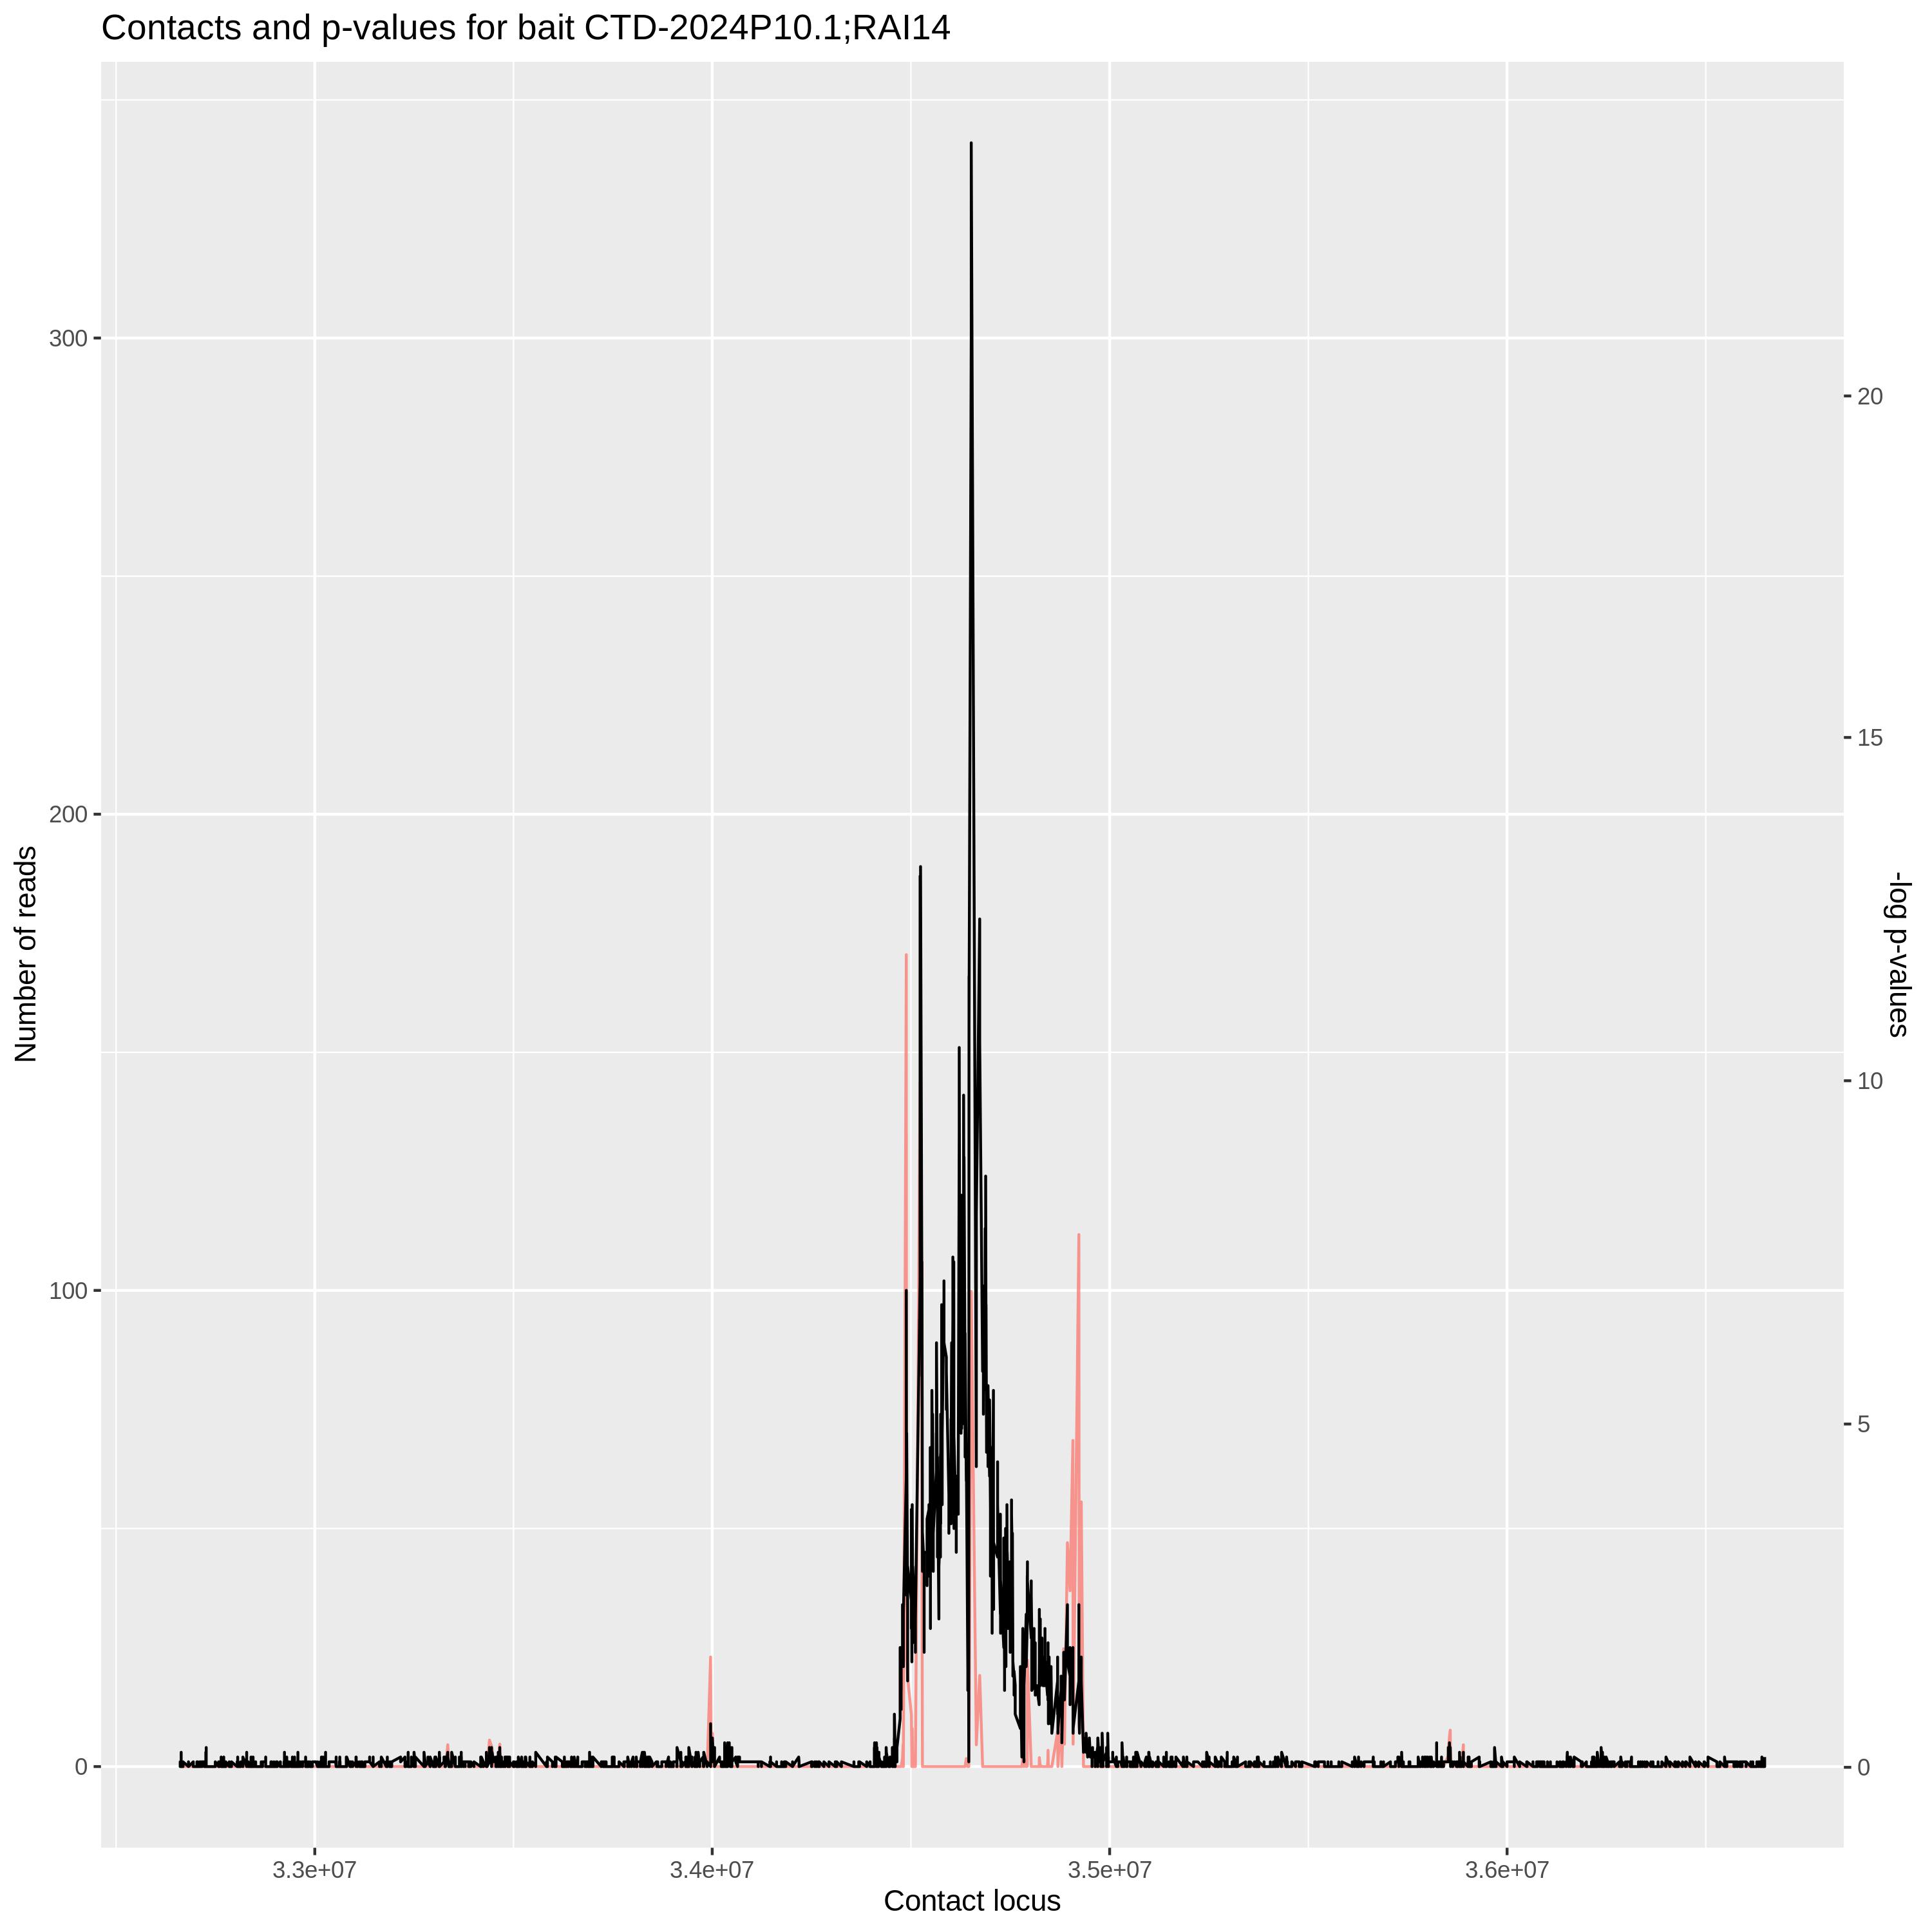 Contacts and p-values for bait CTD-2024P10.1;RAI14
300
200
100
0
Number of reads
20
15
10
5
0
-log p-values
3.3e+07
3.4e+07
3.5e+07
3.6e+07
Contact locus